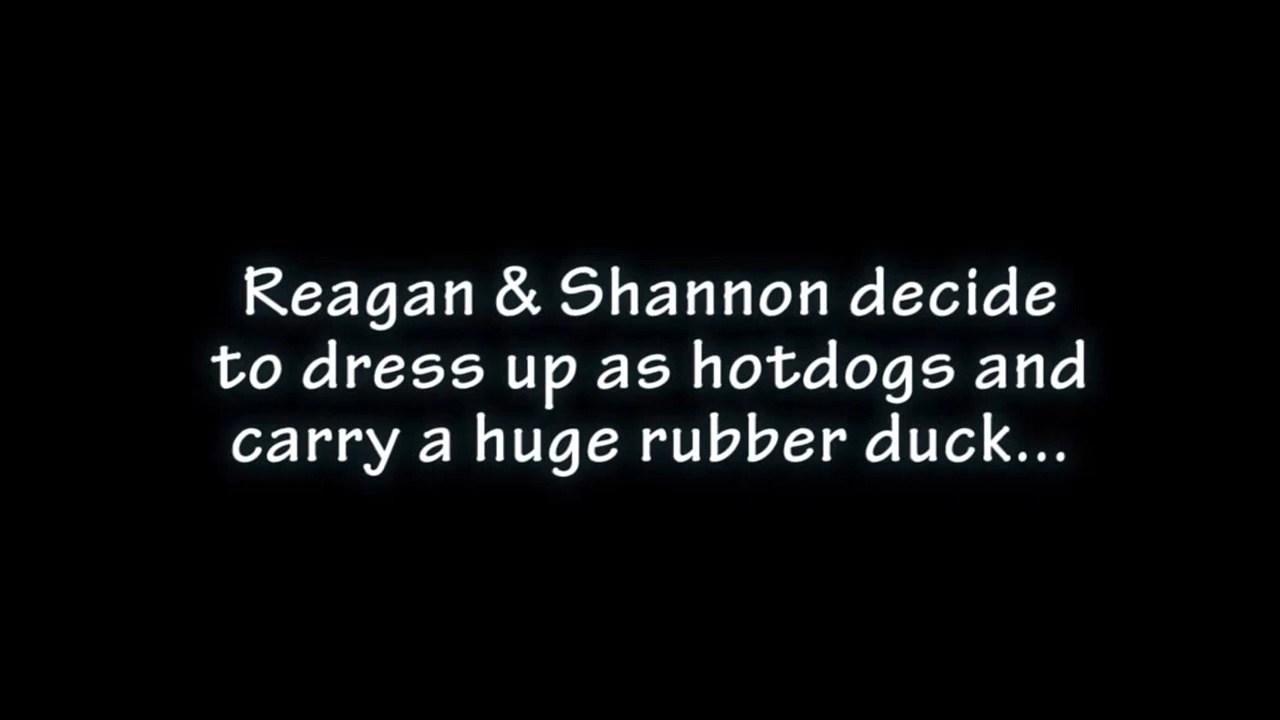 Reagan & Shannon decide
to dress up as hotdogs and
carry a huge rubber duck...